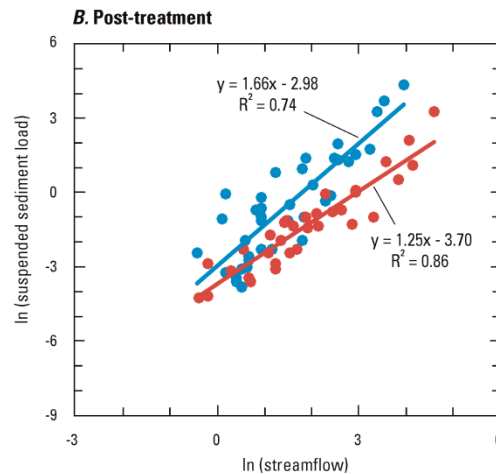 B. Post-treatment
6
y = 1.66x - 2.98
R² = 0.74
3
ln (suspended sediment load)
0
y = 1.25x - 3.70
R² = 0.86
-3
-6
-9
-3 0 3 6
ln (streamflow)